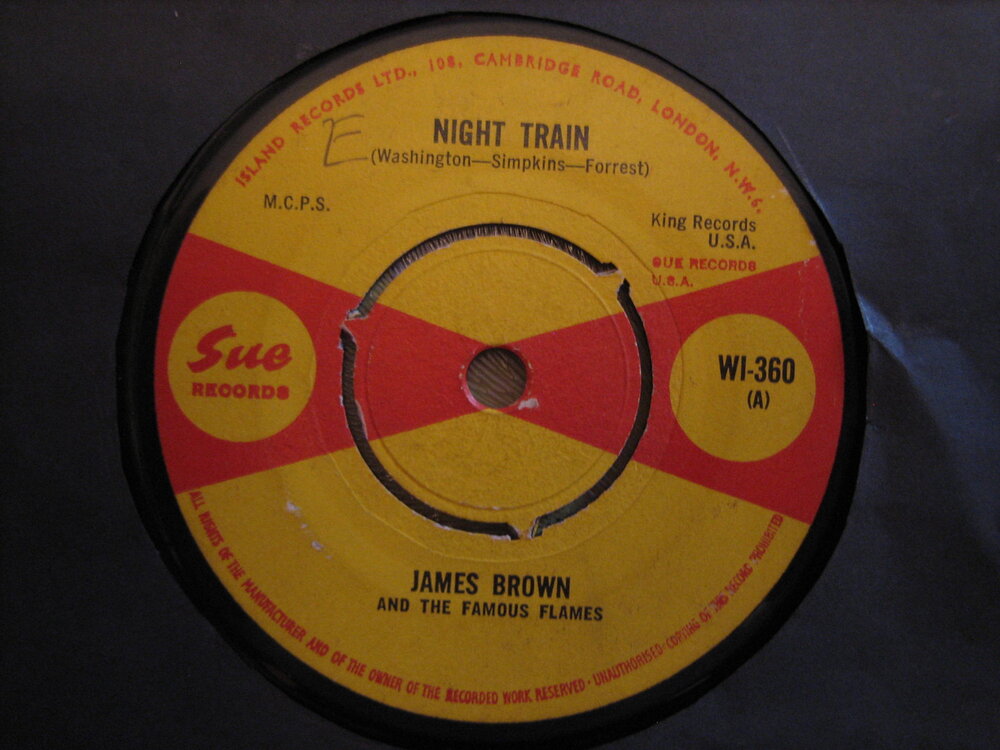 ISLAND RECORDS LTD., 108, CAMBRIDGE ROAD, LONDON, N.W.6.
E
NIGHT TRAIN
(Washington—Simpkins—Forrest)
M.C.P.S.
King Records
U.S.A.
SUE RECORDS
U.S.A.
Sue
RECORDS
WI-360
(A)
JAMES BROWN
AND THE FAMOUS FLAMES
ALL RIGHTS OF THE MANUFACTURER AND OF THE OWNER OF THE RECORDED WORK RESERVED · UNAUTHORISED COPYING OF THIS RECORD PROHIBITED